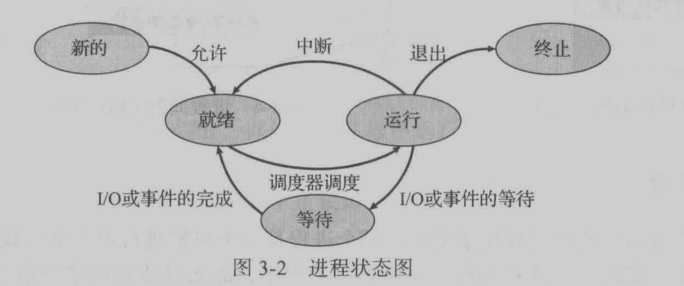 新的
允许
中断
退出
终止
就绪
运行
调度器调度
I/O或事件的完成
I/O或事件的等待
等待
图 3-2 进程状态图